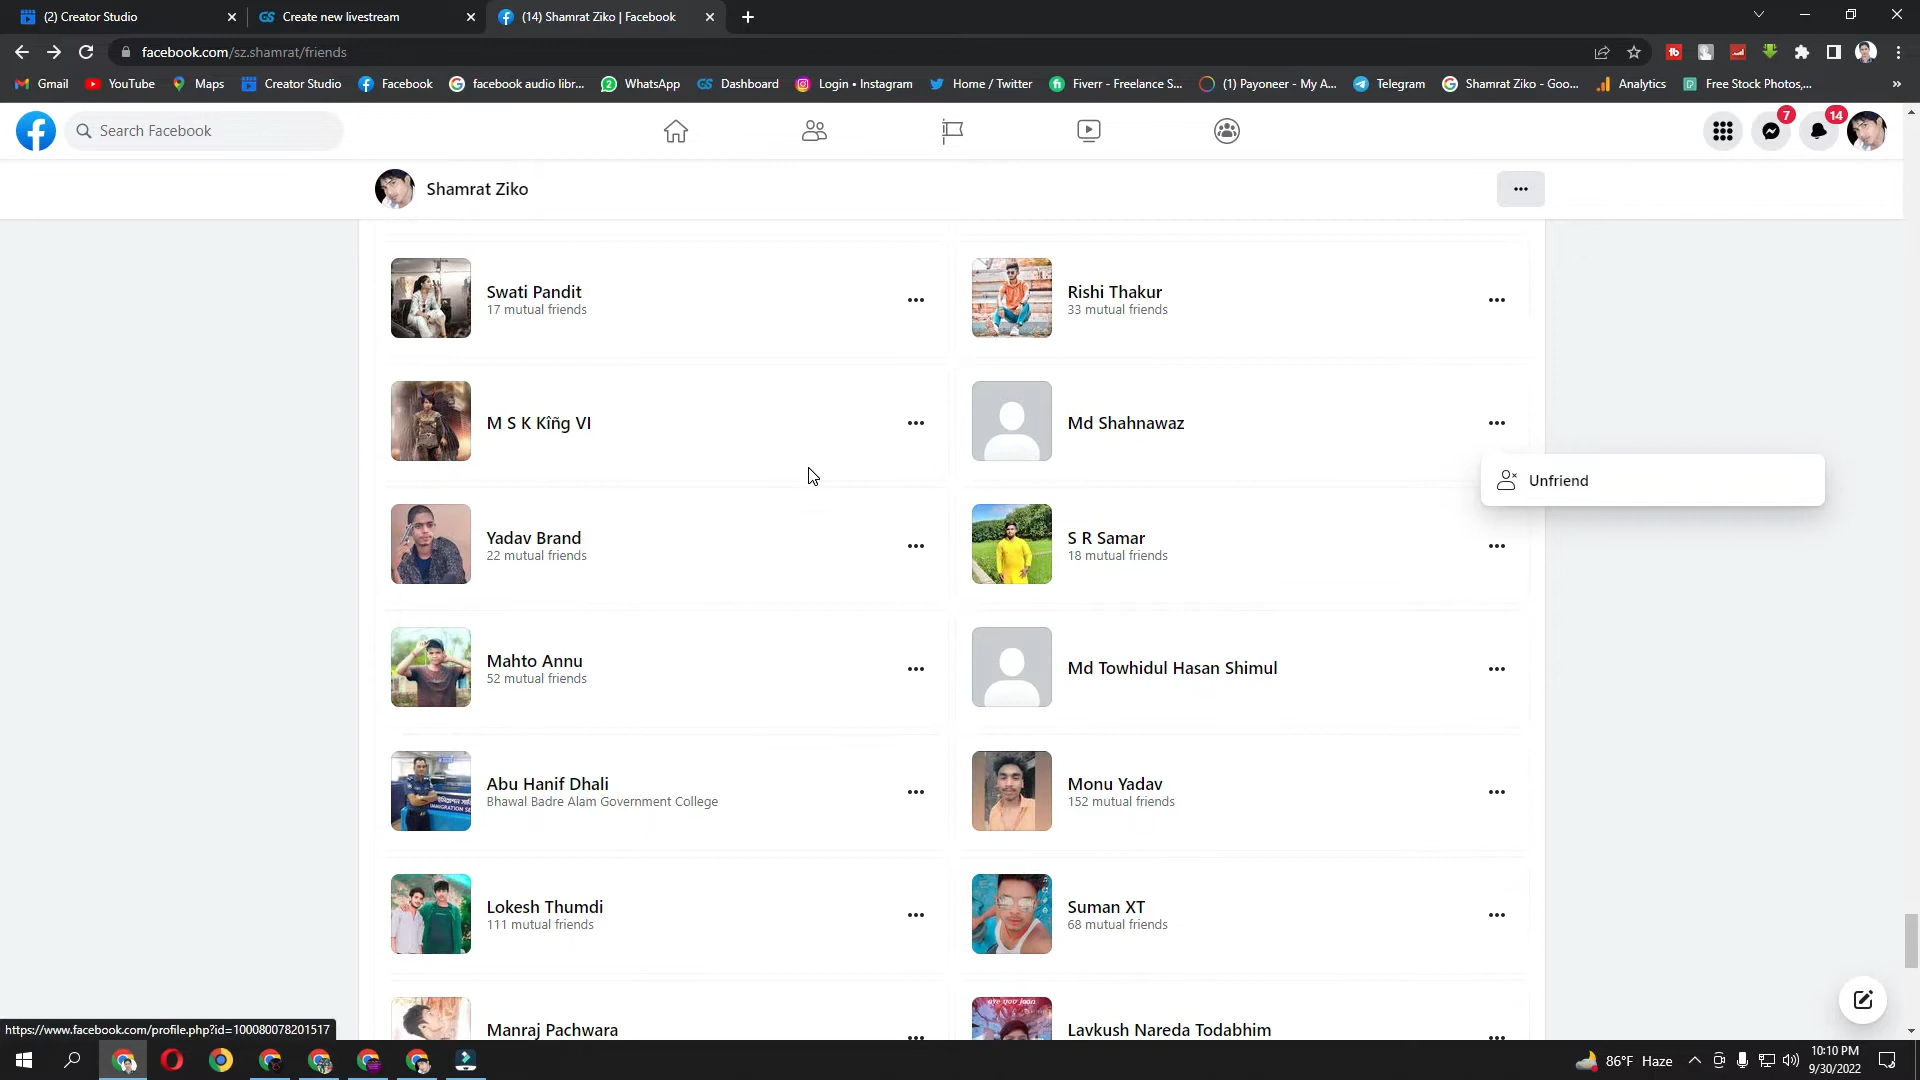 (2) Creator Studio
Create new livestream
(14) Shamrat Ziko | Facebook
facebook.com/sz.shamrat/friends
Gmail
YouTube
Maps
Creator Studio
Facebook
facebook audio libr...
WhatsApp
Dashboard
Login • Instagram
Home / Twitter
Fiverr - Freelance S...
(1) Payoneer - My A...
Telegram
Shamrat Ziko - Goo...
Analytics
Free Stock Photos,...
Search Facebook
7
14
Shamrat Ziko
Swati Pandit
17 mutual friends
Rishi Thakur
33 mutual friends
M S K Kîñg VI
Md Shahnawaz
Unfriend
Yadav Brand
22 mutual friends
S R Samar
18 mutual friends
Mahto Annu
52 mutual friends
Md Towhidul Hasan Shimul
Abu Hanif Dhali
Bhawal Badre Alam Government College
Monu Yadav
152 mutual friends
Lokesh Thumdi
111 mutual friends
Suman XT
68 mutual friends
Manraj Pachwara
Lavkush Nareda Todabhim
https://www.facebook.com/profile.php?id=100080078201517
86°F Haze
10:10 PM
9/30/2022